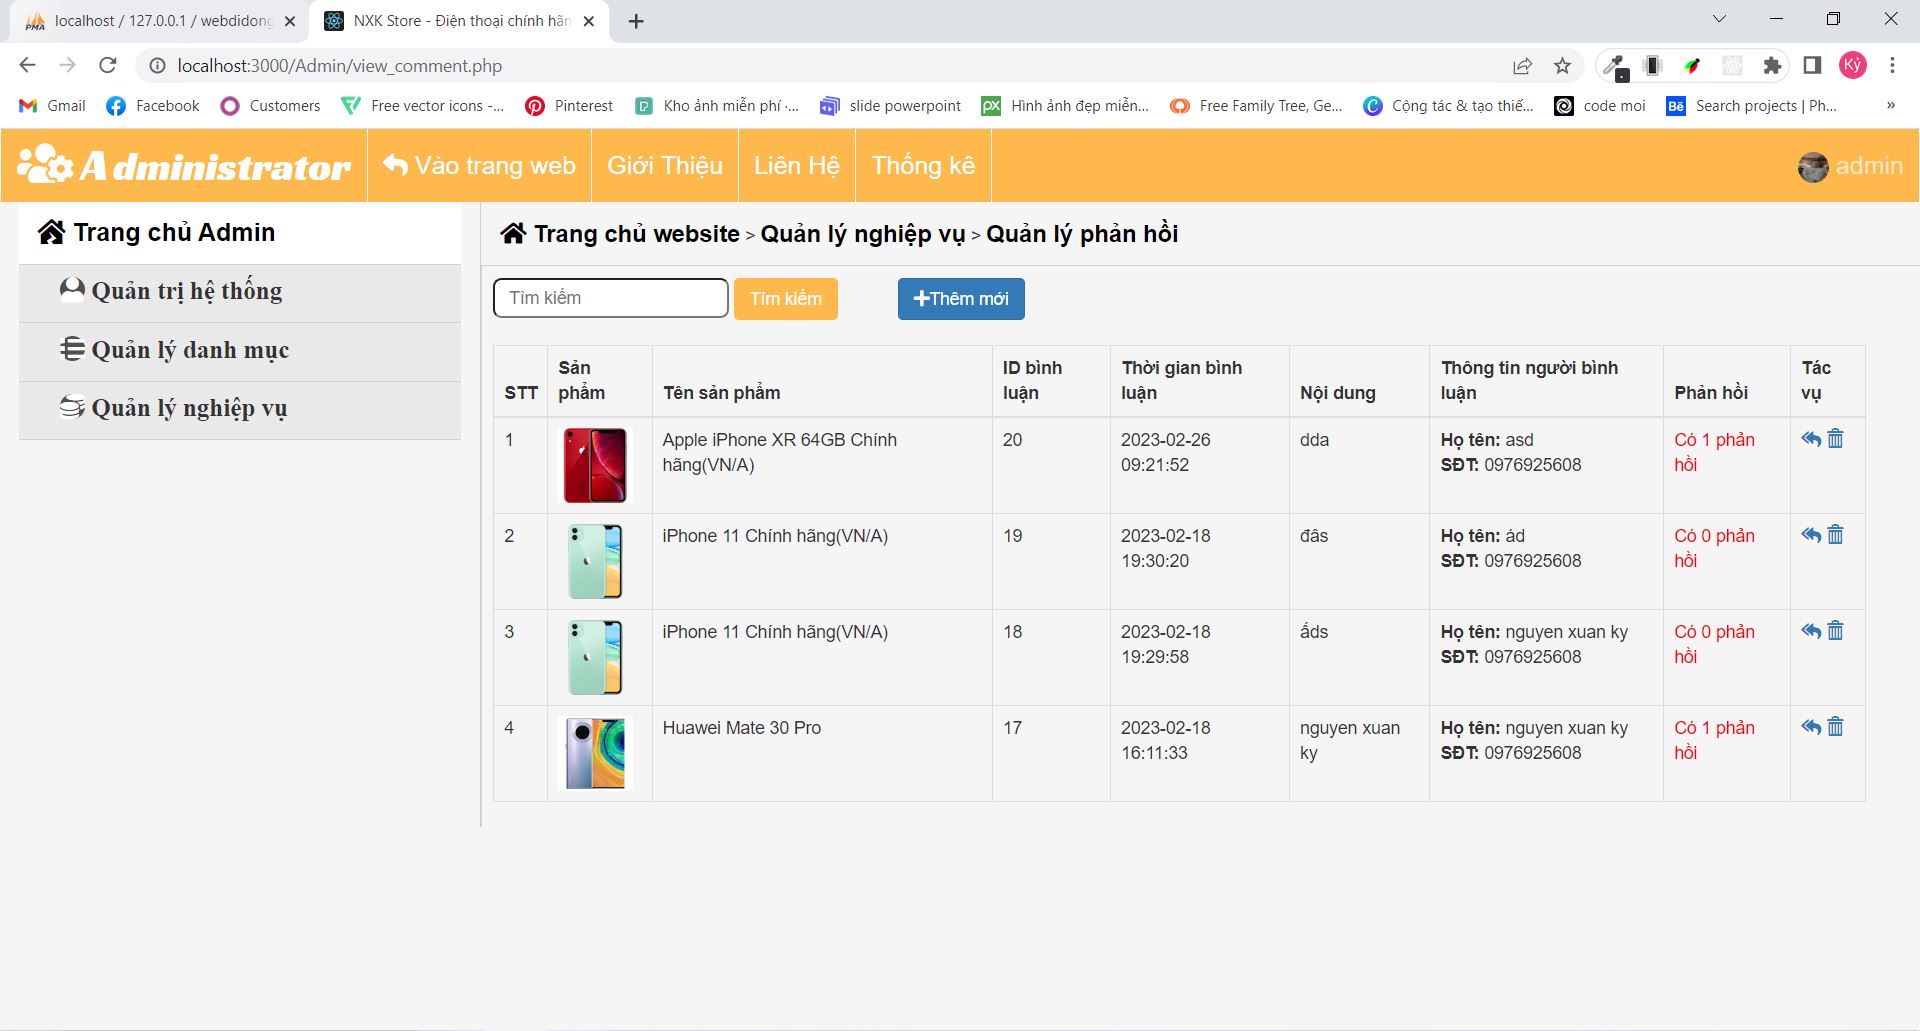 localhost / 127.0.0.1 / webdidong
NXK Store - Điện thoại chính hãn
localhost:3000/Admin/view_comment.php
Kỷ
Gmail
Facebook
Customers
Free vector icons -...
Pinterest
Kho ảnh miễn phí ·...
slide powerpoint
Hình ảnh đẹp miễn...
Free Family Tree, Ge...
Cộng tác & tạo thiế...
code moi
Search projects | Ph...
»
Administrator
Vào trang web
Giới Thiệu
Liên Hệ
Thống kê
admin
Trang chủ Admin
Quản trị hệ thống
Quản lý danh mục
Quản lý nghiệp vụ
Trang chủ website > Quản lý nghiệp vụ > Quản lý phản hồi
Tìm kiếm
Tìm kiếm
Thêm mới
STT
Sản
phẩm
Tên sản phẩm
ID bình
luận
Thời gian bình
luận
Nội dung
Thông tin người bình
luận
Phản hồi
Tác
vụ
1
Apple iPhone XR 64GB Chính
hãng(VN/A)
20
2023-02-26
09:21:52
dda
Họ tên: asd
SĐT: 0976925608
Có 1 phản
hồi
2
iPhone 11 Chính hãng(VN/A)
19
2023-02-18
19:30:20
đâs
Họ tên: ád
SĐT: 0976925608
Có 0 phản
hồi
3
iPhone 11 Chính hãng(VN/A)
18
2023-02-18
19:29:58
ấds
Họ tên: nguyen xuan ky
SĐT: 0976925608
Có 0 phản
hồi
4
Huawei Mate 30 Pro
17
2023-02-18
16:11:33
nguyen xuan
ky
Họ tên: nguyen xuan ky
SĐT: 0976925608
Có 1 phản
hồi